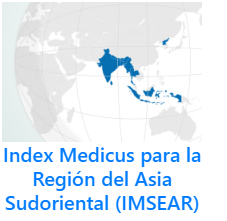 Index Medicus para la
Región del Asia
Sudoriental (IMSEAR)